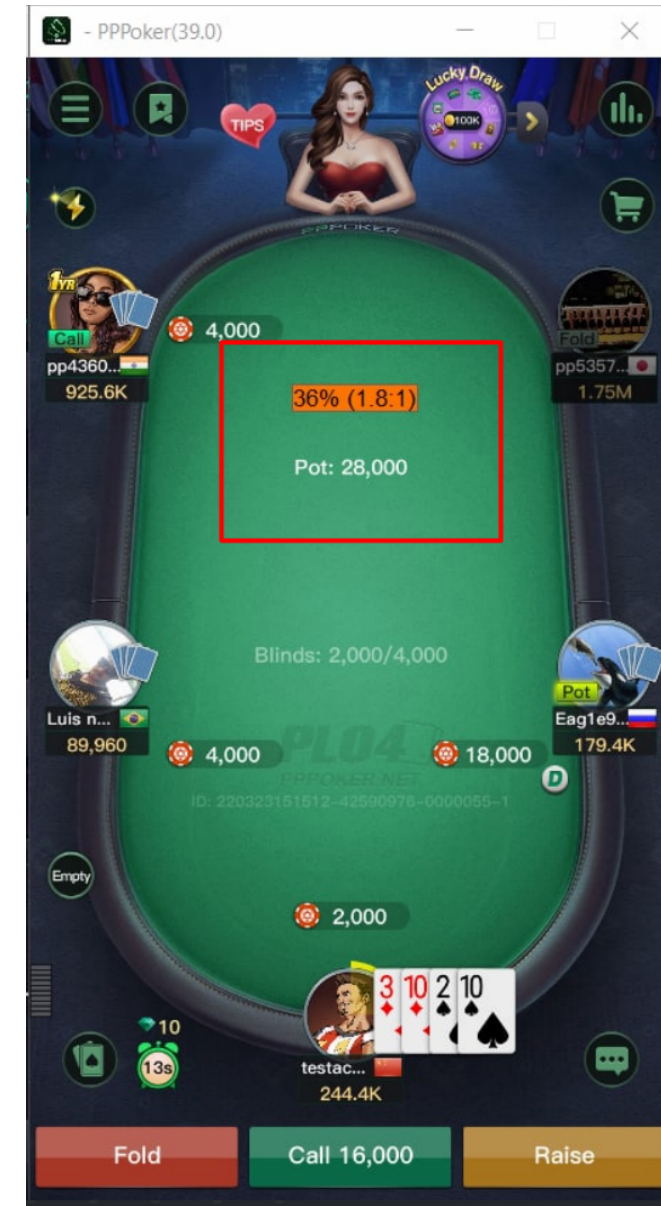 - PPPoker(39.0)
Lucky Draw
TIPS
100K
PPPOKER
1YR
Call
4,000
Fold
pp4360...
pp5357...
925.6K
1.75M
36% (1.8:1)
Pot: 28,000
Blinds: 2,000/4,000
Pot
Luis n...
Eag1e9...
89,960
179.4K
4,000
PLO4
18,000
PPPOKER.NET
D
ID: 220323151512-42590976-0000055-1
Empty
2,000
3 10 2 10
10
13s
testac...
244.4K
Fold
Call 16,000
Raise